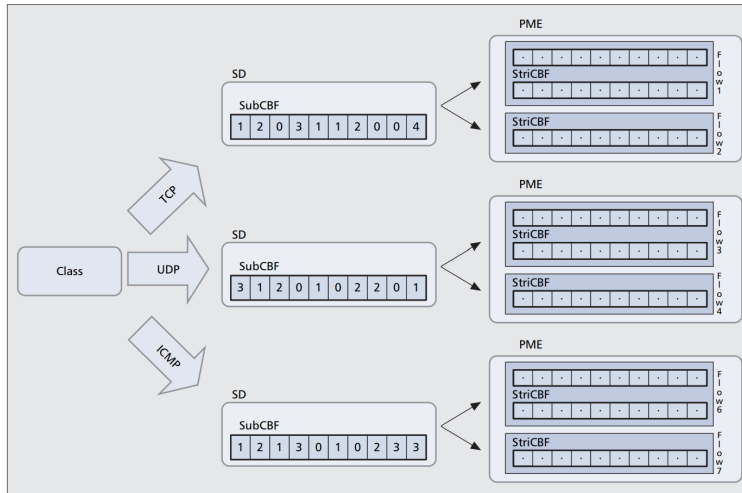 PME
StriCBF
Flow1
StriCBF
Flow2
SD
SubCBF
1 2 0 3 1 1 2 0 0 4
TCP
PME
StriCBF
Flow3
StriCBF
Flow4
Class
UDP
SD
SubCBF
3 1 2 0 1 0 2 2 0 1
ICMP
PME
StriCBF
Flow6
StriCBF
Flow7
SD
SubCBF
1 2 1 3 0 1 0 2 3 3